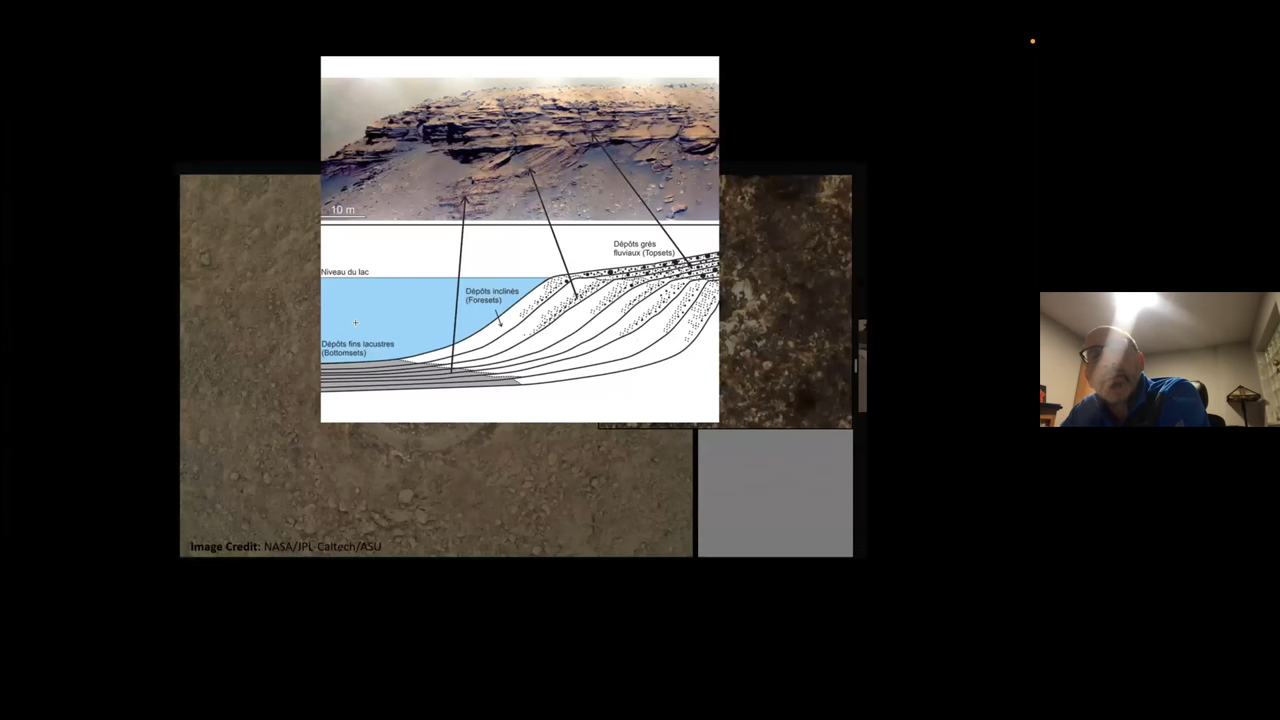 10 m
Dépôts grès
fluviaux (Topsets)
Niveau du lac
Dépôts inclinés
(Foresets)
Dépôts fins lacustres
(Bottomsets)
Image Credit: NASA/JPL-Caltech/ASU